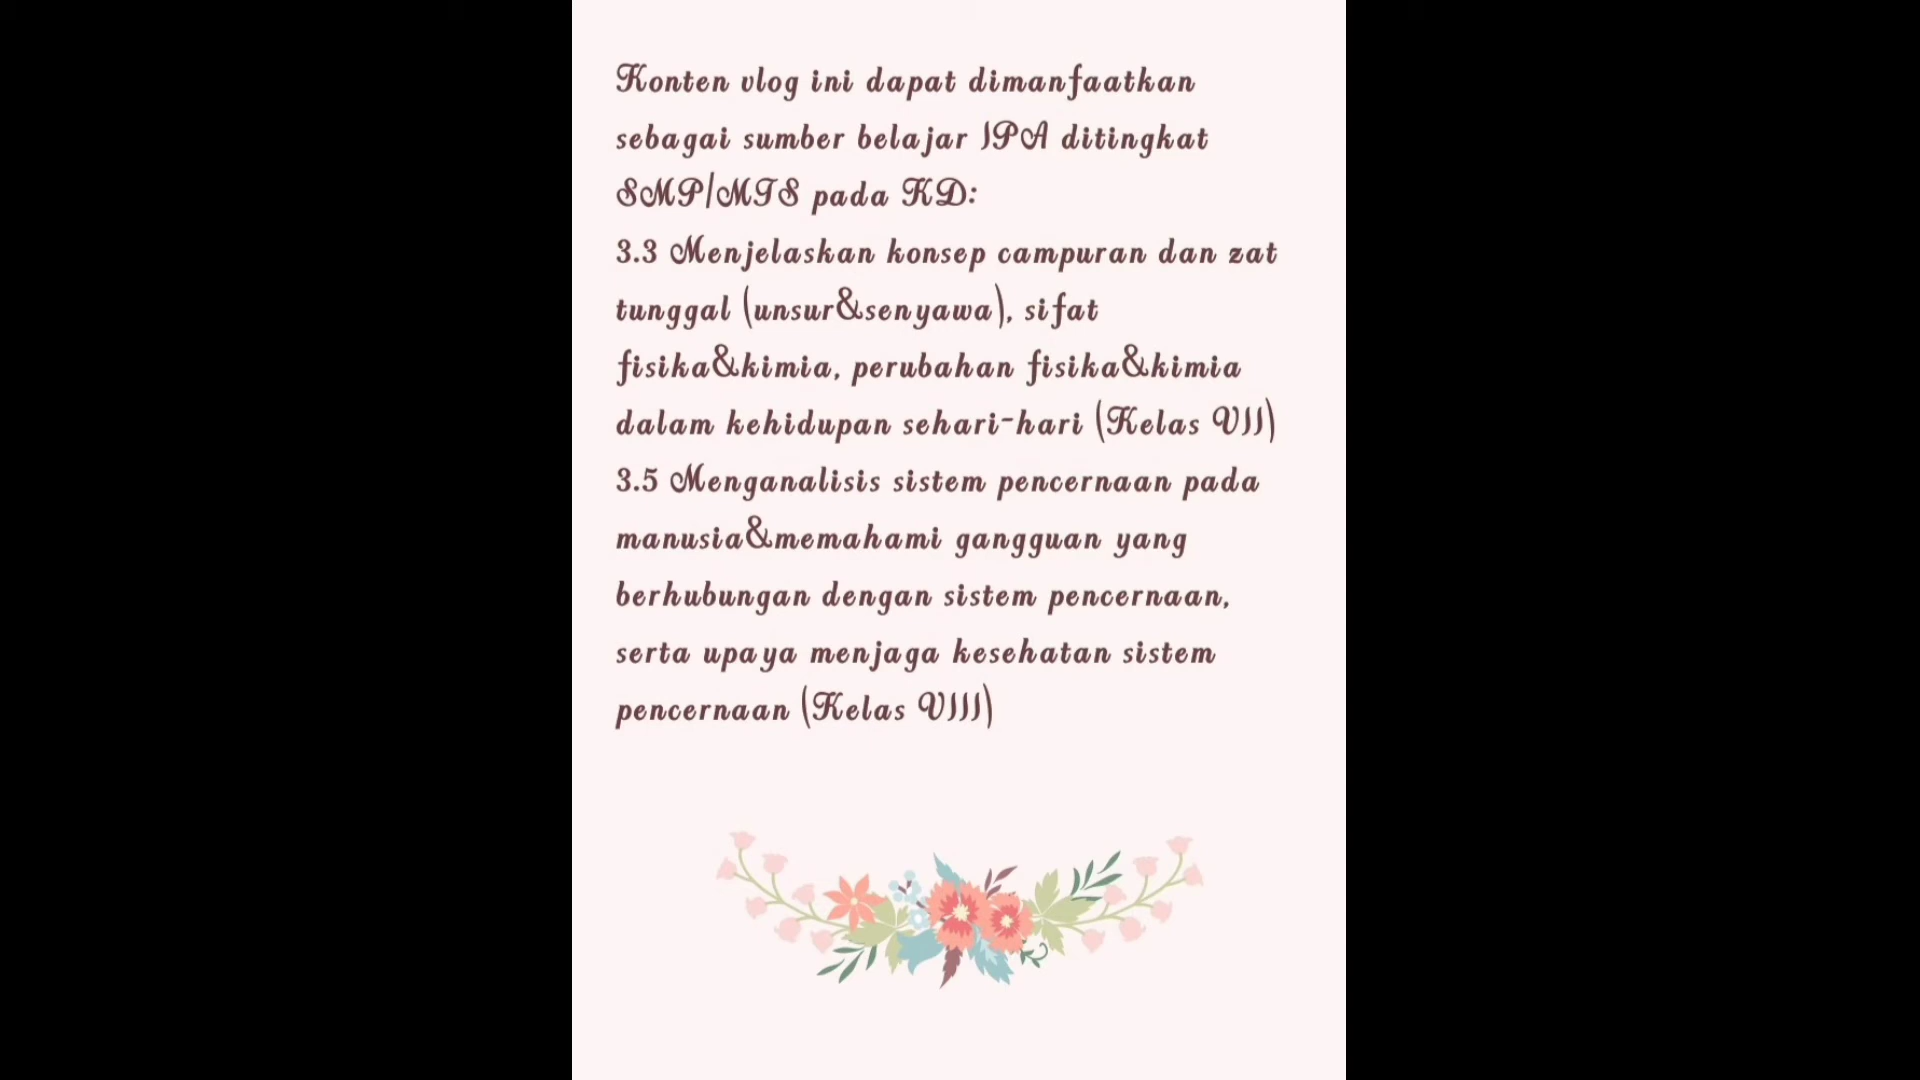 Konten vlog ini dapat dimanfaatkan
sebagai sumber belajar IPA ditingkat
SMP/MTS pada KD:
3.3 Menjelaskan konsep campuran dan zat
tunggal (unsur&senyawa), sifat
fisika&kimia, perubahan fisika&kimia
dalam kehidupan sehari-hari (Kelas VII)
3.5 Menganalisis sistem pencernaan pada
manusia&memahami gangguan yang
berhubungan dengan sistem pencernaan,
serta upaya menjaga kesehatan sistem
pencernaan (Kelas VIII)